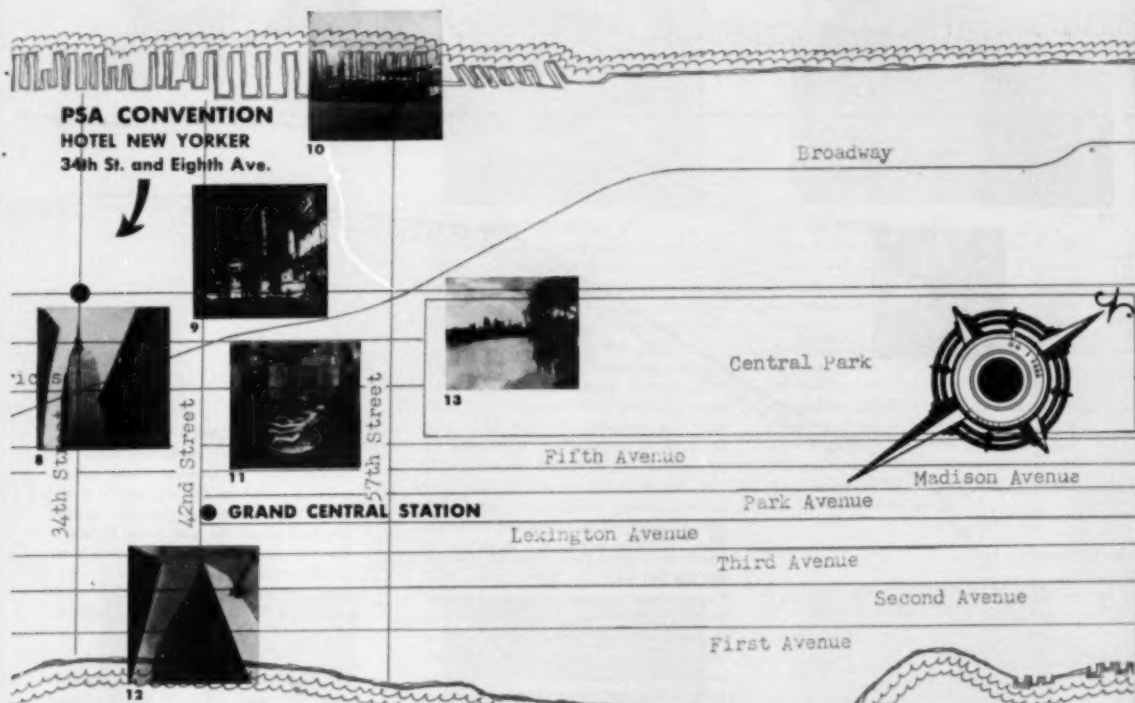 PSA CONVENTION
HOTEL NEW YORKER
34th St. and Eighth Ave.
10
Broadway
9
Central Park
13
8
11
34th Street
42nd Street
57th Street
Fifth Avenue
Madison Avenue
Park Avenue
GRAND CENTRAL STATION
Lexington Avenue
Third Avenue
Second Avenue
First Avenue
12